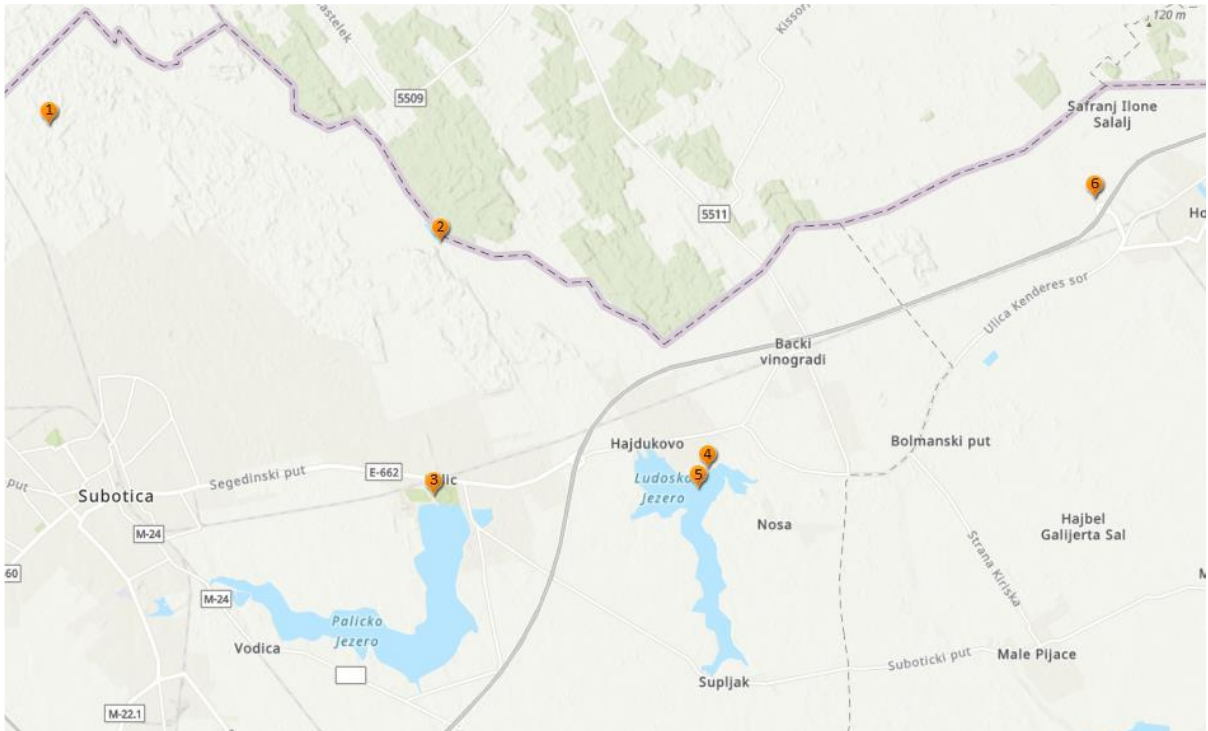 120 m
Kissori
5509
1
Safranj Ilone
Salalj
6
5511
2
Ulica Kenderes sor
Backi
vinogradi
Hajdukovo
Bolmanski put
4
E-662
Segedinski put
3
5
Ludosko
Jezero
put
Subotica
Nosa
Hajbel
Galijerta Sal
M-24
Strana Kiriska
60
M-24
Palicko
Jezero
Vodica
Male Pijace
Suboticki put
Supljak
M-22.1